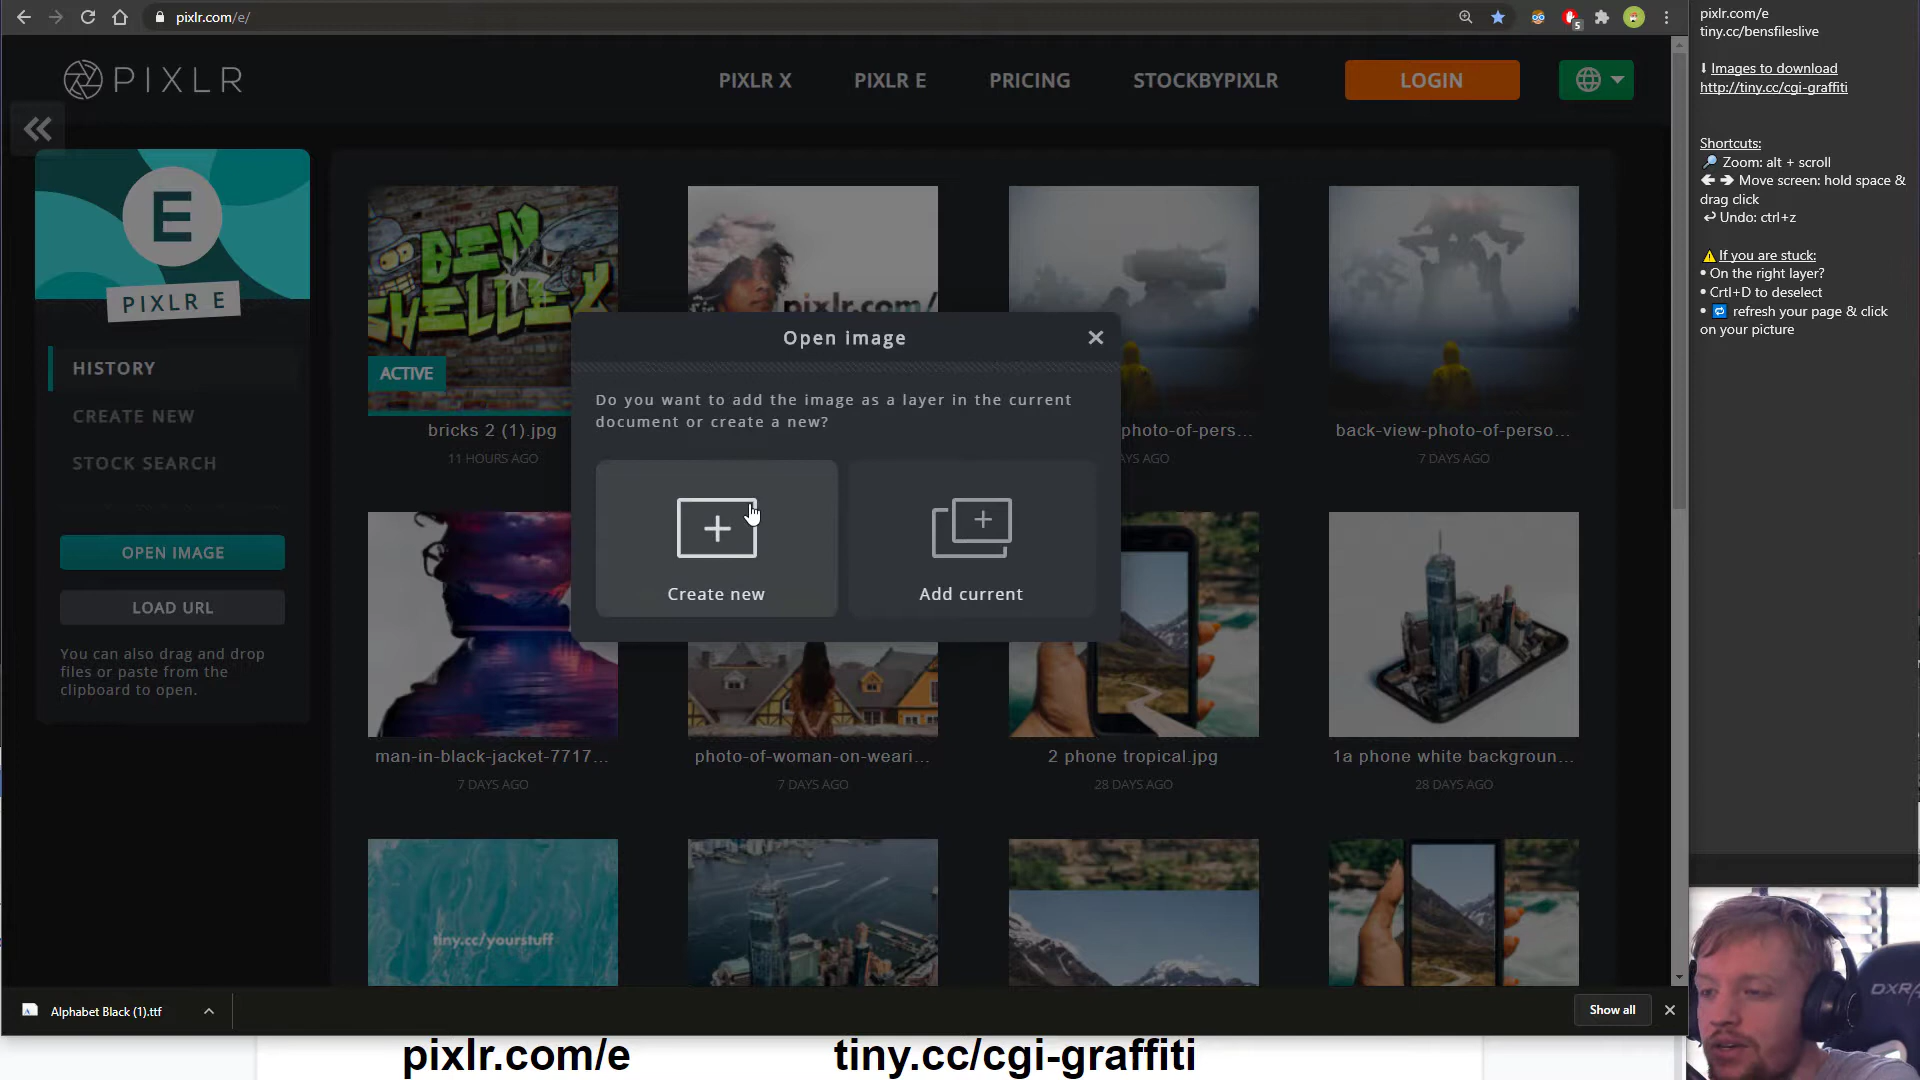 pixlr.com/e/
5
PIXLR
PIXLR X
PIXLR E
PRICING
STOCKBYPIXLR
LOGIN
E
PIXLR E
HISTORY
CREATE NEW
STOCK SEARCH
OPEN IMAGE
LOAD URL
You can also drag and drop
files or paste from the
clipboard to open.
BEN
SHELLEX
ACTIVE
bricks 2 (1).jpg
11 HOURS AGO
pixlr.com/
photo-of-pers...
AYS AGO
back-view-photo-of-perso...
7 DAYS AGO
Open image
Do you want to add the image as a layer in the current
document or create a new?
Create new
Add current
man-in-black-jacket-7717...
7 DAYS AGO
photo-of-woman-on-weari...
7 DAYS AGO
2 phone tropical.jpg
28 DAYS AGO
1a phone white backgroun...
28 DAYS AGO
tiny.cc/yourstuff
Alphabet Black (1).ttf
Show all
pixlr.com/e
tiny.cc/cgi-graffiti
pixlr.com/e
tiny.cc/bensfileslive
Images to download
http://tiny.cc/cgi-graffiti
Shortcuts:
Zoom: alt + scroll
Move screen: hold space &
drag click
Undo: ctrl+z
If you are stuck:
• On the right layer?
• Crtl+D to deselect
• refresh your page & click
on your picture
DXR